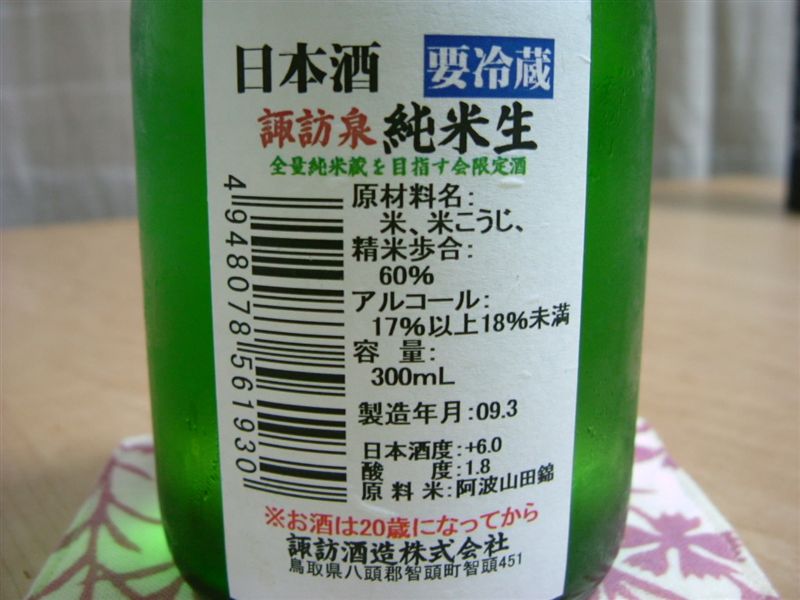 日本酒 要冷蔵
諏訪泉 純米生
全量純米蔵を目指す会限定酒
原材料名:
米、米こうじ、
精米歩合:
60%
アルコール:
17%以上18%未満
容 量:
300mL
製造年月:09.3
日本酒度:+6.0
酸 度:1.8
原料米:阿波山田錦
4948078561930
※お酒は20歳になってから
諏訪酒造株式会社
鳥取県八頭郡智頭町智頭451